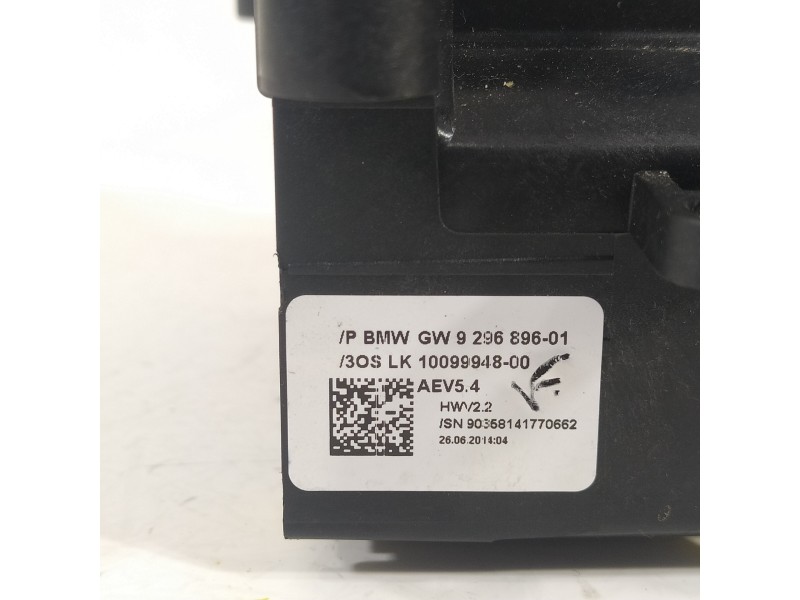 /P BMW GW 9 296 896-01
/3OS LK 10099948-00
AEV5.4
HWV2.2
/SN 90358141770662
26.06.2014:04